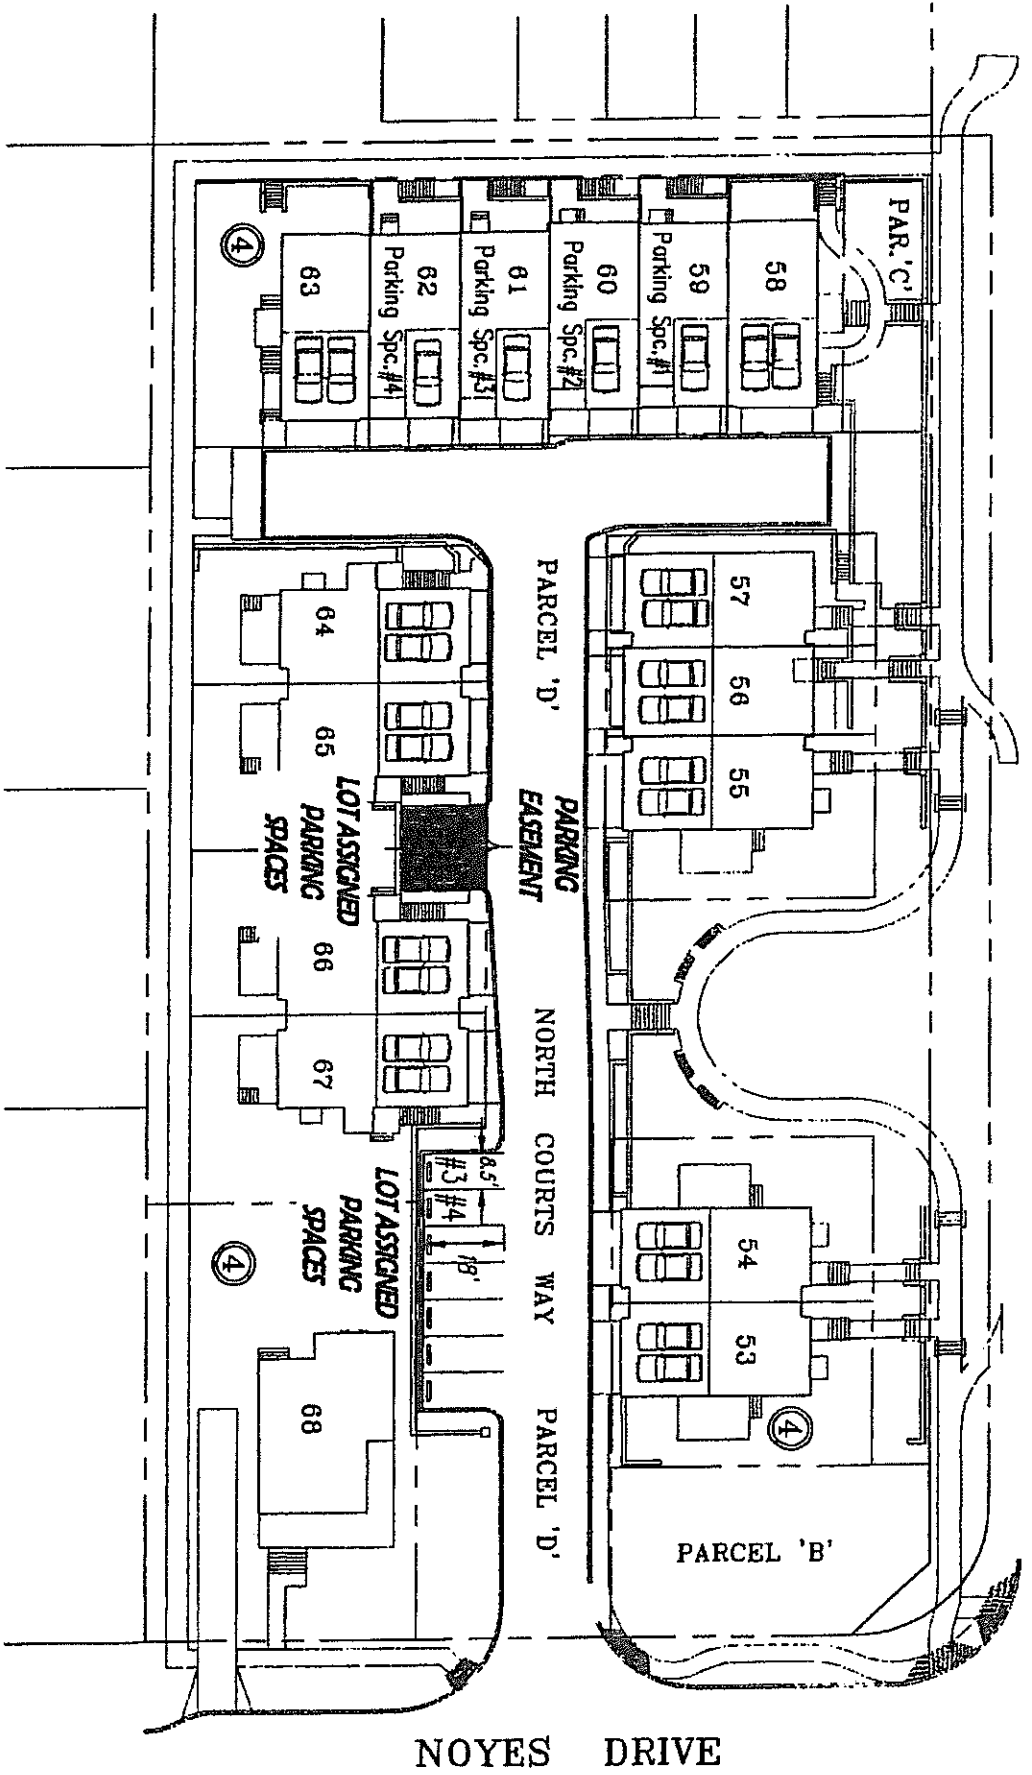 PAR.'C'
58
59
Parking Spc.#1
60
Parking Spc.#2
61
Parking Spc.#3
62
Parking Spc.#4
63
4
57
56
55
PARCEL 'D'
64
65
LOT ASSIGNED
PARKING
SPACES
PARKING
EASEMENT
66
67
NORTH COURTS WAY
8.5'
#3 #4
18'
LOT ASSIGNED
PARKING
SPACES
4
54
53
4
68
PARCEL 'D'
PARCEL 'B'
NOYES DRIVE